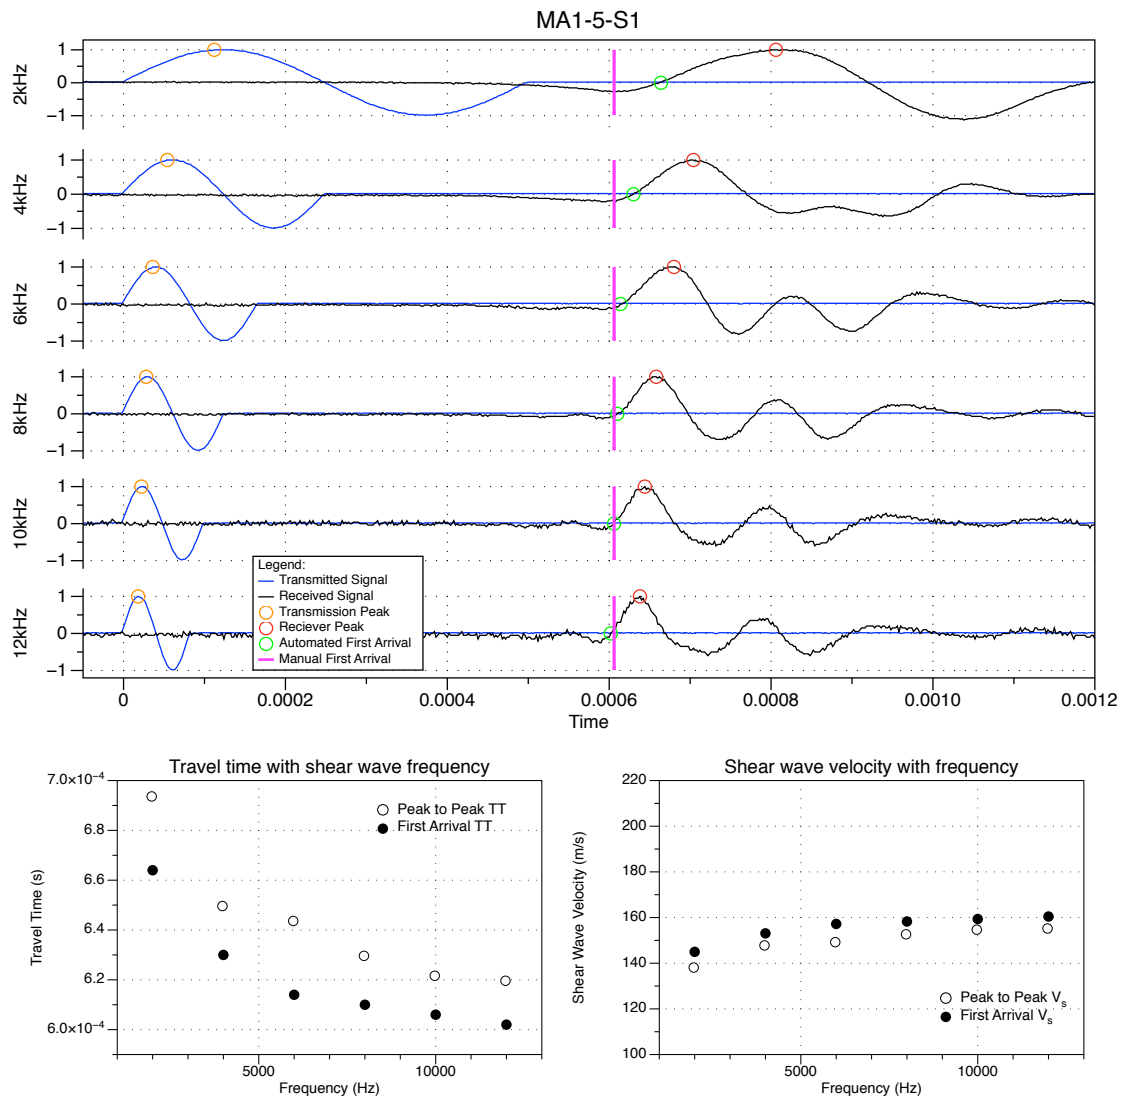 MA1-5-S1
2kHz
1
0
−1
4kHz
1
0
−1
6kHz
1
0
−1
8kHz
1
0
−1
10kHz
1
0
−1
12kHz
1
0
−1
Legend:
Transmitted Signal
Received Signal
Transmission Peak
Reciever Peak
Automated First Arrival
Manual First Arrival
0 0.0002 0.0004 0.0006 0.0008 0.0010 0.0012
Time
Travel time with shear wave frequency
Travel Time (s)
7.0×10⁻⁴
6.8
6.6
6.4
6.2
6.0×10⁻⁴
Peak to Peak TT
First Arrival TT
5000 10000
Frequency (Hz)
Shear wave velocity with frequency
Shear Wave Velocity (m/s)
220
200
180
160
140
120
100
Peak to Peak Vₛ
First Arrival Vₛ
5000 10000
Frequency (Hz)